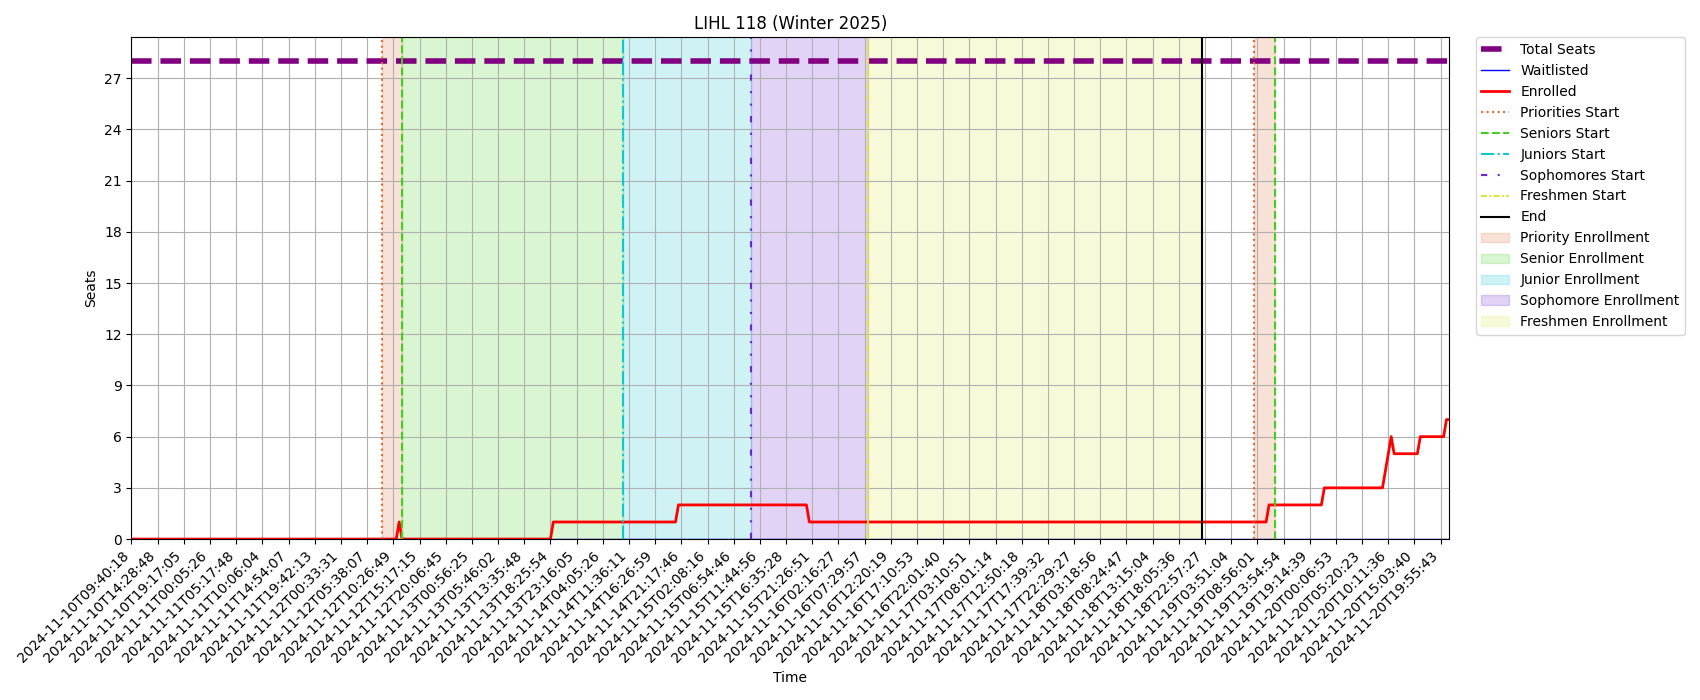 LIHL 118 (Winter 2025)
Seats
27
24
21
18
15
12
9
6
3
0
2024-11-10T09:40:18
2024-11-10T14:28:48
2024-11-10T19:17:05
2024-11-11T00:05:26
2024-11-11T05:17:48
2024-11-11T10:06:04
2024-11-11T14:54:07
2024-11-11T19:42:13
2024-11-12T00:33:31
2024-11-12T05:38:07
2024-11-12T10:26:49
2024-11-12T15:17:15
2024-11-12T20:06:45
2024-11-13T00:56:25
2024-11-13T05:46:02
2024-11-13T13:35:48
2024-11-13T18:25:54
2024-11-13T23:16:05
2024-11-14T04:05:26
2024-11-14T11:36:11
2024-11-14T16:26:59
2024-11-14T21:17:46
2024-11-15T02:08:16
2024-11-15T06:54:46
2024-11-15T11:44:56
2024-11-15T16:35:28
2024-11-15T21:26:51
2024-11-16T02:16:27
2024-11-16T07:29:57
2024-11-16T12:20:19
2024-11-16T17:10:53
2024-11-16T22:01:40
2024-11-17T03:10:51
2024-11-17T08:01:14
2024-11-17T12:50:18
2024-11-17T17:39:32
2024-11-17T22:29:27
2024-11-18T03:18:56
2024-11-18T08:24:47
2024-11-18T13:15:04
2024-11-18T18:05:36
2024-11-18T22:57:27
2024-11-19T03:51:04
2024-11-19T08:56:01
2024-11-19T13:54:54
2024-11-19T19:14:39
2024-11-20T00:06:53
2024-11-20T05:20:23
2024-11-20T10:11:36
2024-11-20T15:03:40
2024-11-20T19:55:43
Time
Total Seats
Waitlisted
Enrolled
Priorities Start
Seniors Start
Juniors Start
Sophomores Start
Freshmen Start
End
Priority Enrollment
Senior Enrollment
Junior Enrollment
Sophomore Enrollment
Freshmen Enrollment